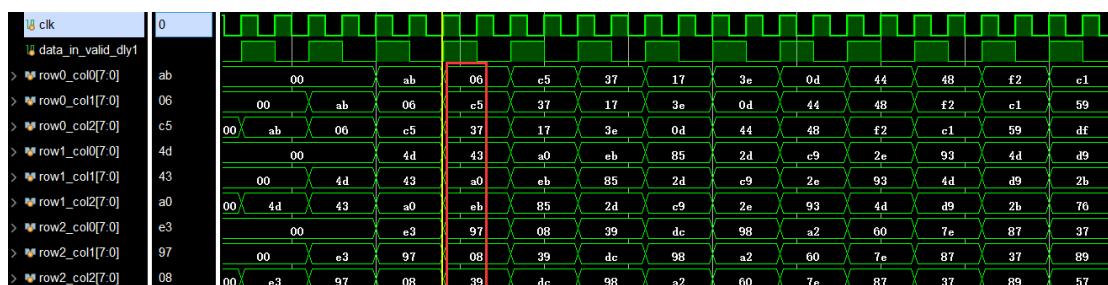 clk 0
data_in_valid_dly1
row0_col0[7:0] ab 00 ab 06 c5 37 17 3e 0d 44 48 f2 c1
row0_col1[7:0] 06 00 ab 06 c5 37 17 3e 0d 44 48 f2 c1 59
row0_col2[7:0] c5 00 ab 06 c5 37 17 3e 0d 44 48 f2 c1 59 df
row1_col0[7:0] 4d 00 4d 43 a0 eb 85 2d c9 2e 93 4d d9
row1_col1[7:0] 43 00 4d 43 a0 eb 85 2d c9 2e 93 4d d9 2b
row1_col2[7:0] a0 00 4d 43 a0 eb 85 2d c9 2e 93 4d d9 2b 76
row2_col0[7:0] e3 00 e3 97 08 39 dc 98 a2 60 7e 87 37
row2_col1[7:0] 97 00 e3 97 08 39 dc 98 a2 60 7e 87 37 89
row2_col2[7:0] 08 00 e3 97 08 39 dc 98 a2 60 7e 87 37 89 57